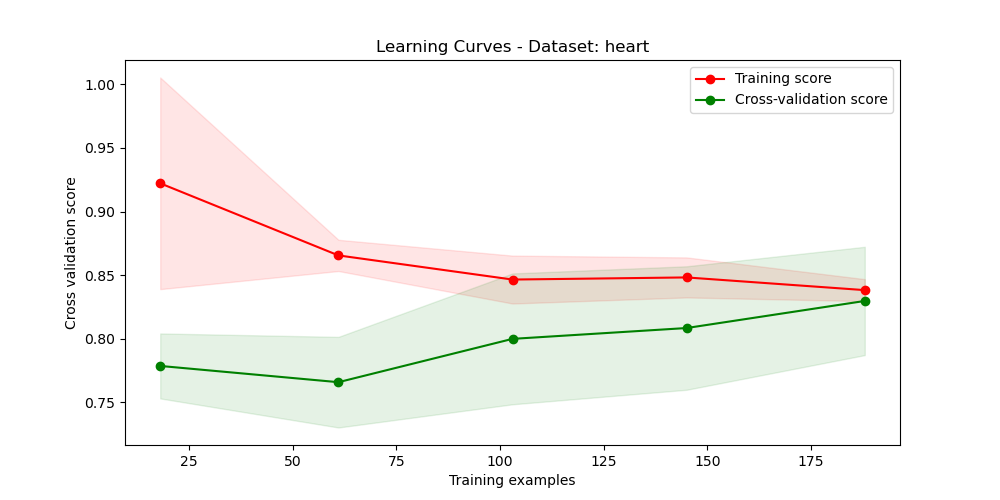 Learning Curves - Dataset: heart
Training score
Cross-validation score
Cross validation score
1.00
0.95
0.90
0.85
0.80
0.75
25 50 75 100 125 150 175
Training examples